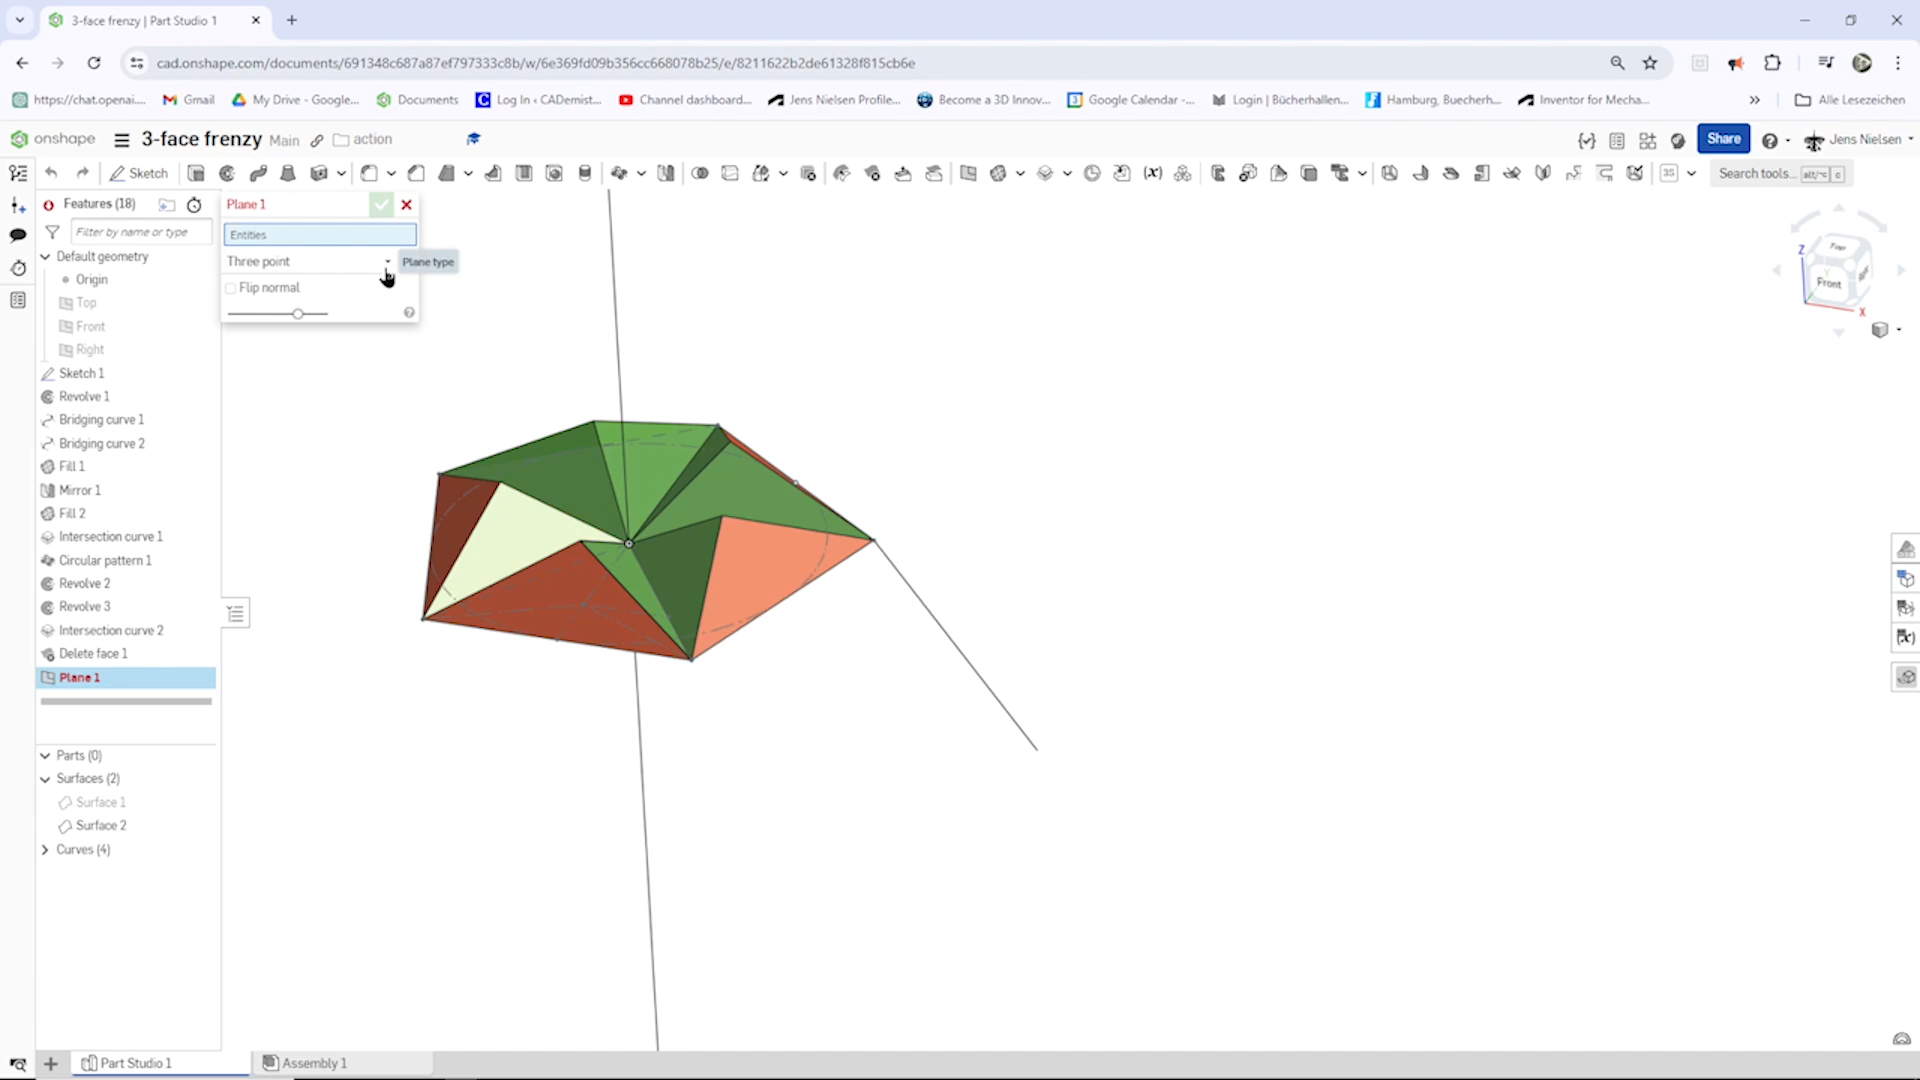 3-face frenzy | Part Studio 1
cad.onshape.com/documents/691348c687a87ef797333c8b/w/6e369fd09b356cc668078b25/e/8211622b2de61328f815cb6e
https://chat.openai....
Gmail
My Drive - Google...
Documents
Log In ‹ CADemist...
Channel dashboard...
Jens Nielsen Profile...
Become a 3D Innov...
Google Calendar -...
Login | Bücherhallen...
Hamburg, Buecherh...
Inventor for Mecha...
Alle Lesezeichen
onshape
3-face frenzy
Main
action
Share
Jens Nielsen
Sketch
Search tools...
alt/⌥ c
Features (18)
Filter by name or type
Default geometry
Origin
Top
Front
Right
Sketch 1
Revolve 1
Bridging curve 1
Bridging curve 2
Fill 1
Mirror 1
Fill 2
Intersection curve 1
Circular pattern 1
Revolve 2
Revolve 3
Intersection curve 2
Delete face 1
Plane 1
Parts (0)
Surfaces (2)
Surface 1
Surface 2
Curves (4)
Plane 1
Entities
Three point
Plane type
Flip normal
Z
Top
Front
X
Part Studio 1
Assembly 1